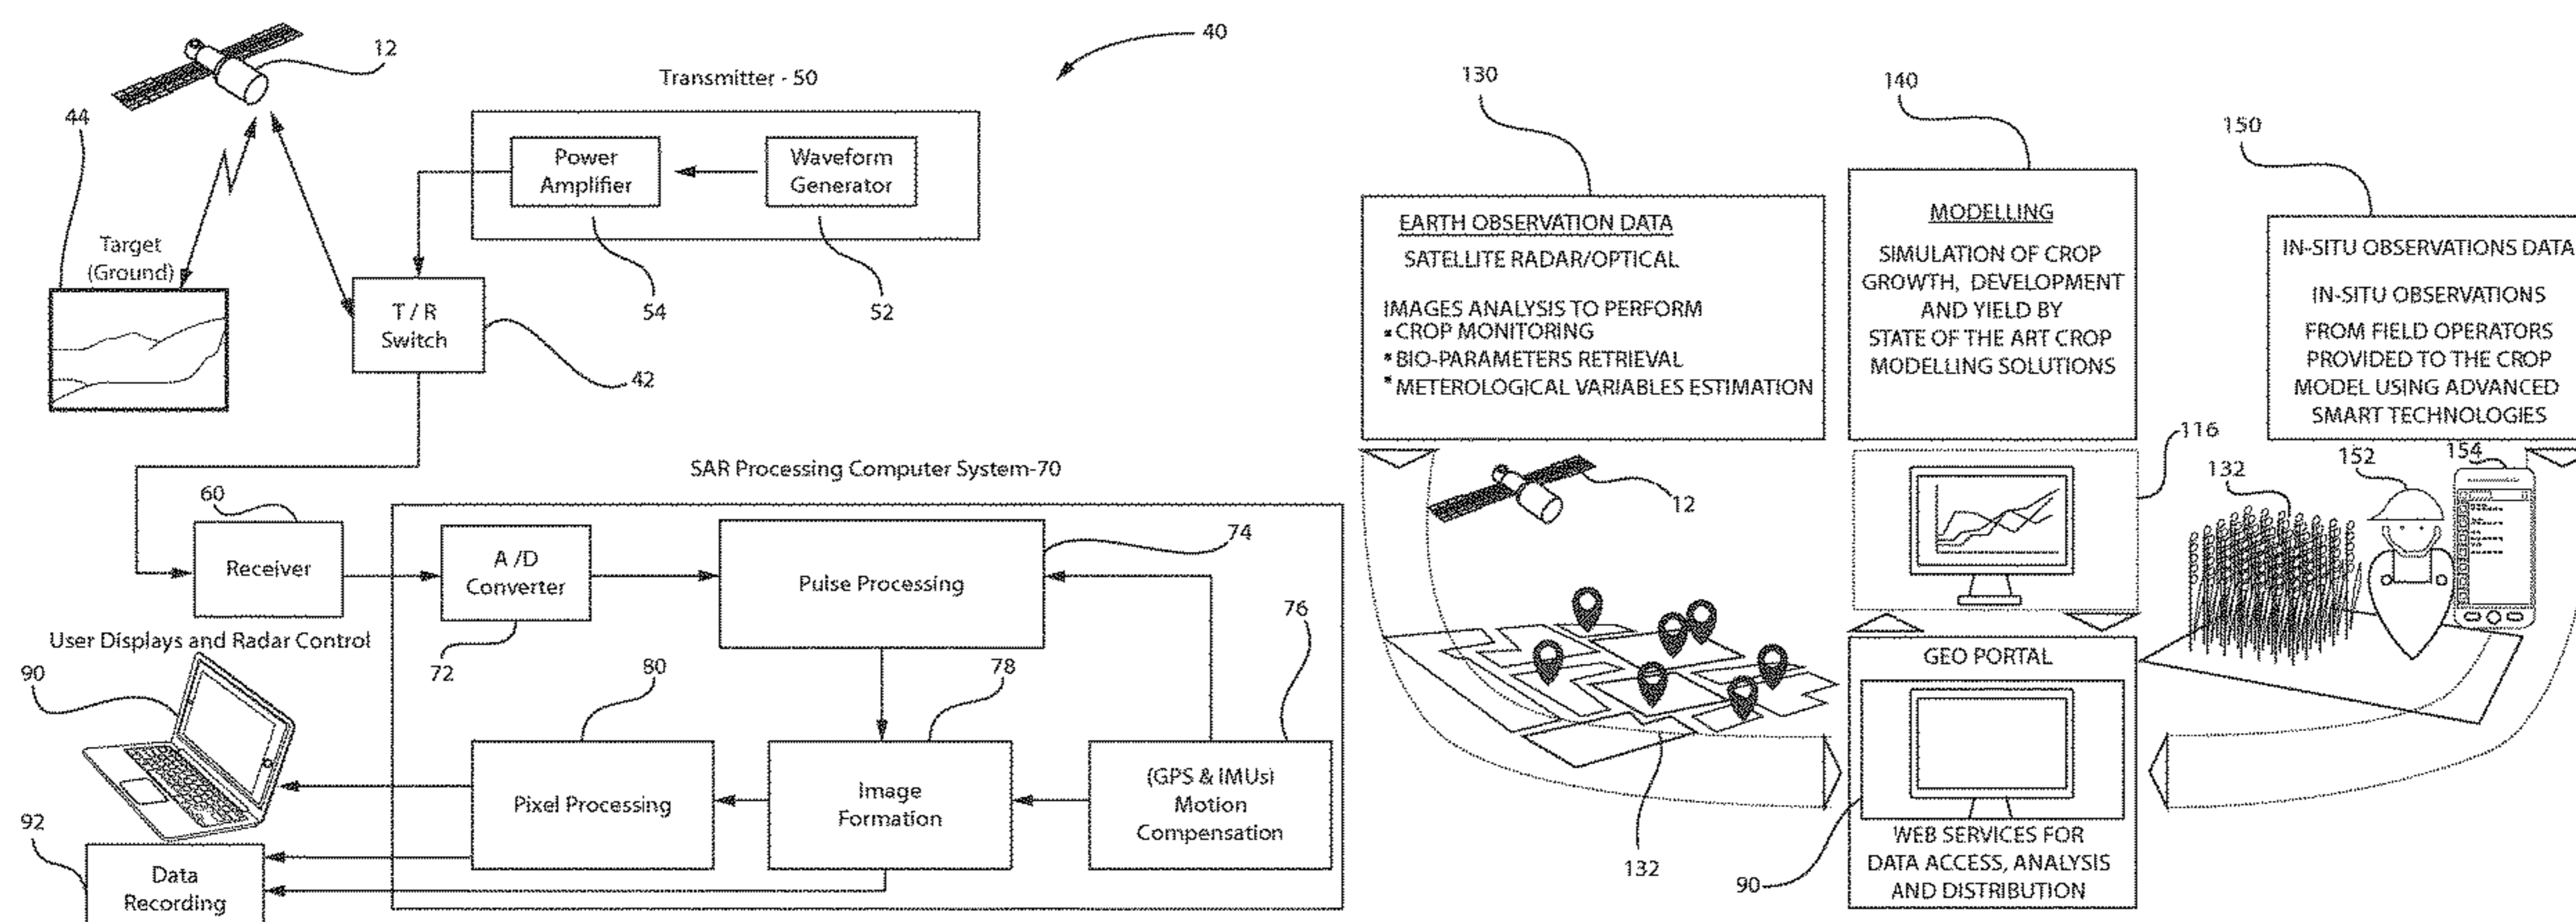 12
40
Transmitter - 50
44
Power
Amplifier
Waveform
Generator
Target
(Ground)
54
52
T / R
Switch
42
SAR Processing Computer System-70
60
Receiver
A /D
Converter
72
Pulse Processing
74
76
User Displays and Radar Control
90
80
78
Pixel Processing
Image
Formation
(GPS & IMUs)
Motion
Compensation
92
Data
Recording
130
EARTH OBSERVATION DATA
SATELLITE RADAR/OPTICAL
IMAGES ANALYSIS TO PERFORM
*CROP MONITORING
*BIO-PARAMETERS RETRIEVAL
*METEROLOGICAL VARIABLES ESTIMATION
140
MODELLING
SIMULATION OF CROP
GROWTH, DEVELOPMENT
AND YIELD BY
STATE OF THE ART CROP
MODELLING SOLUTIONS
150
IN-SITU OBSERVATIONS DATA
IN-SITU OBSERVATIONS
FROM FIELD OPERATORS
PROVIDED TO THE CROP
MODEL USING ADVANCED
SMART TECHNOLOGIES
12
116
132
152
154
132
GEO PORTAL
90
WEB SERVICES FOR
DATA ACCESS, ANALYSIS
AND DISTRIBUTION